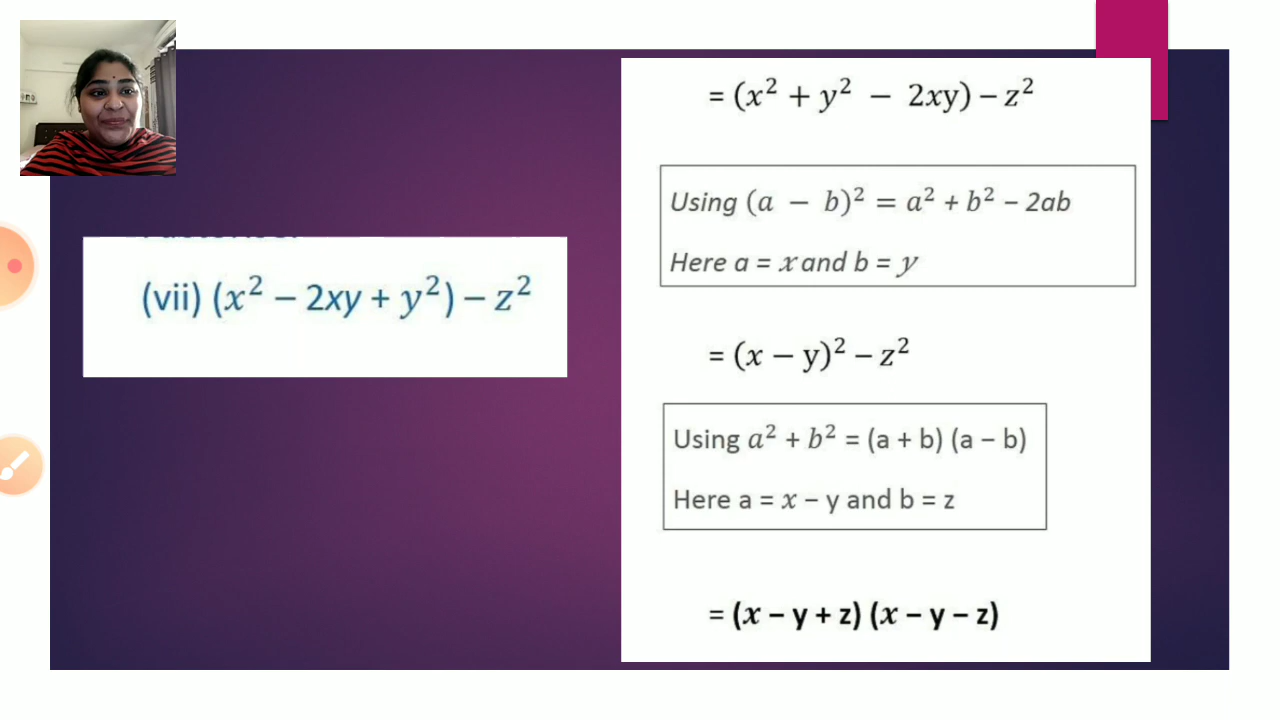 (vii) (x² − 2xy + y²) − z²
= (x² + y² − 2xy) − z²
Using (a − b)² = a² + b² − 2ab
Here a = x and b = y
= (x − y)² − z²
Using a² + b² = (a + b) (a − b)
Here a = x − y and b = z
= (x − y + z) (x − y − z)